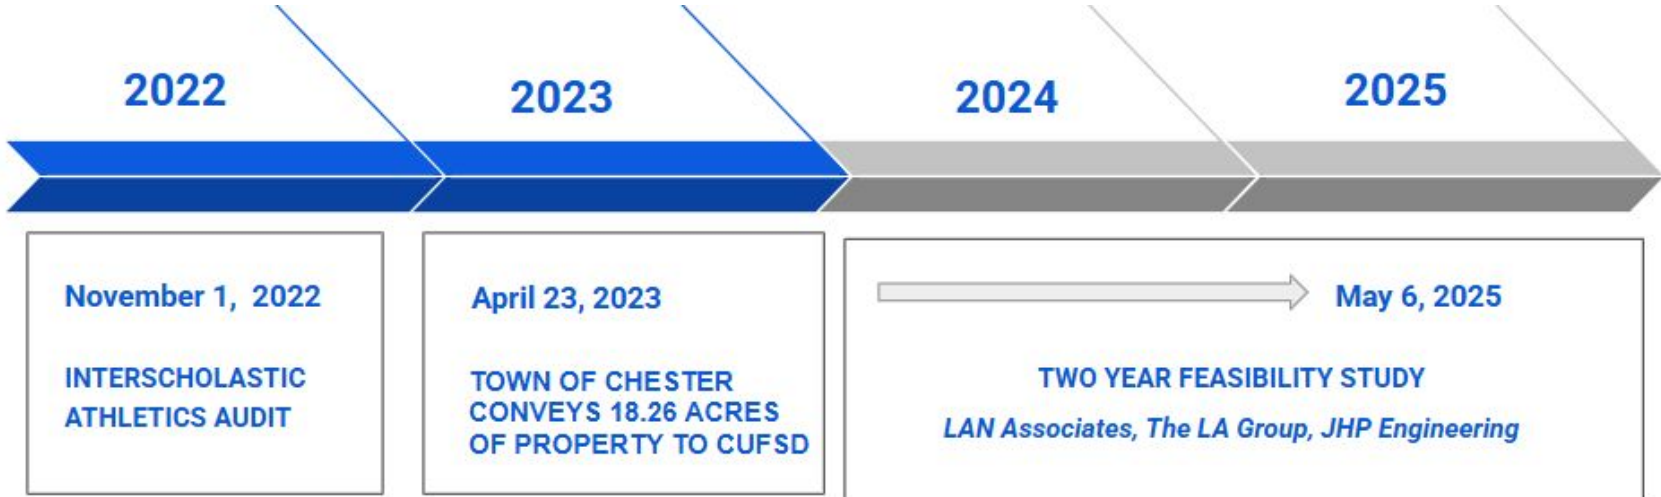 2022
2023
2024
2025
November 1, 2022
INTERSCHOLASTIC
ATHLETICS AUDIT
April 23, 2023
TOWN OF CHESTER
CONVEYS 18.26 ACRES
OF PROPERTY TO CUFSD
May 6, 2025
TWO YEAR FEASIBILITY STUDY
LAN Associates, The LA Group, JHP Engineering